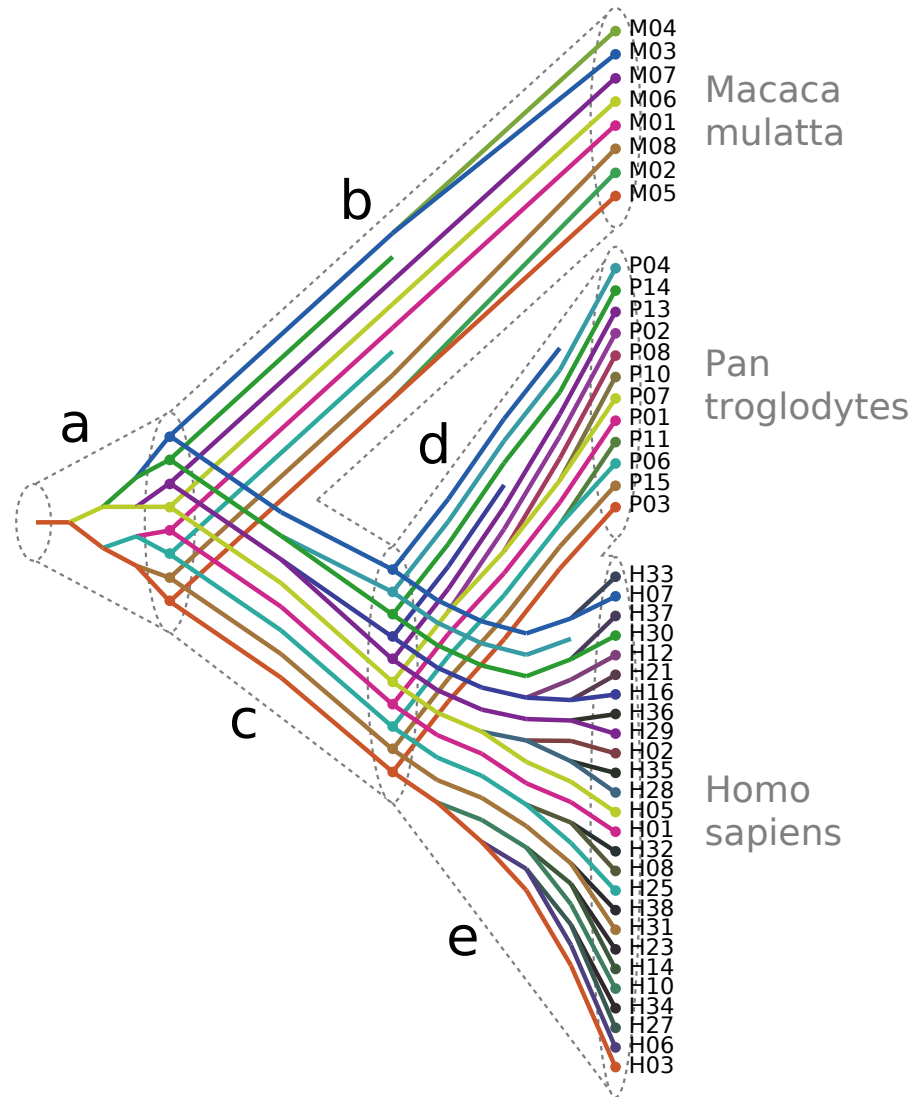 M04
M03
M07
M06
M01
M08
M02
M05
Macaca
mulatta
b
P04
P14
P13
P02
P08
P10
P07
P01
P11
P06
P15
P03
Pan
troglodytes
a
d
H33
H07
H37
H30
H12
H21
H16
H36
H29
H02
H35
H28
H05
H01
H32
H08
H25
H38
H31
H23
H14
H10
H34
H27
H06
H03
Homo
sapiens
c
e